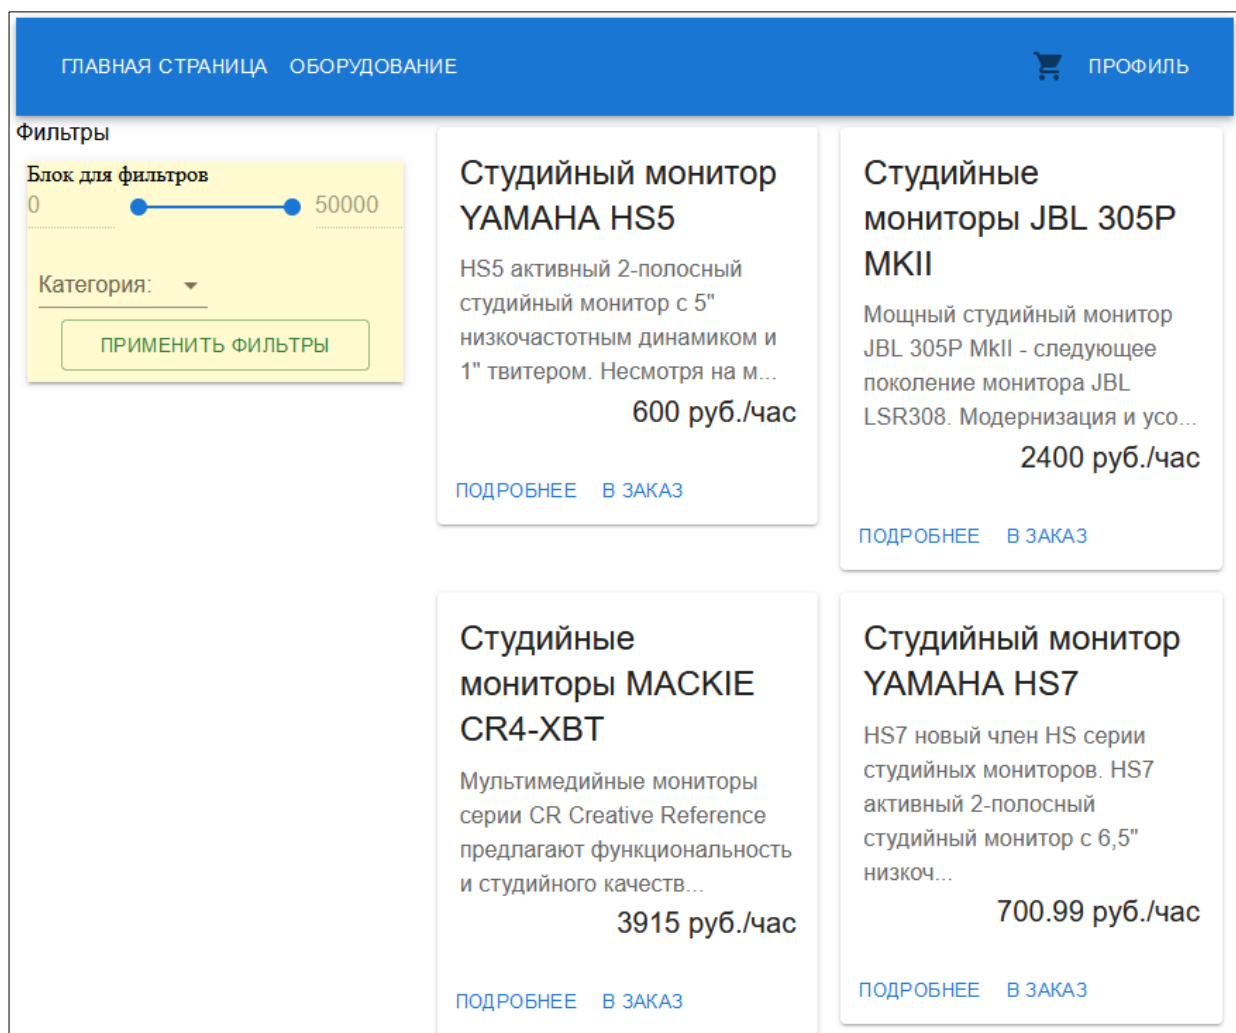 ГЛАВНАЯ СТРАНИЦА ОБОРУДОВАНИЕ ПРОФИЛЬ
Фильтры
Блок для фильтров
0 50000
Категория:
ПРИМЕНИТЬ ФИЛЬТРЫ
Студийный монитор
YAMAHA HS5
HS5 активный 2-полосный
студийный монитор с 5"
низкочастотным динамиком и
1" твитером. Несмотря на м...
600 руб./час
ПОДРОБНЕЕ В ЗАКАЗ
Студийные
мониторы JBL 305P
MKII
Мощный студийный монитор
JBL 305P MkII - следующее
поколение монитора JBL
LSR308. Модернизация и усо...
2400 руб./час
ПОДРОБНЕЕ В ЗАКАЗ
Студийные
мониторы MACKIE
CR4-XBT
Мультимедийные мониторы
серии CR Creative Reference
предлагают функциональность
и студийного качеств...
3915 руб./час
ПОДРОБНЕЕ В ЗАКАЗ
Студийный монитор
YAMAHA HS7
HS7 новый член HS серии
студийных мониторов. HS7
активный 2-полосный
студийный монитор с 6,5"
низкоч...
700.99 руб./час
ПОДРОБНЕЕ В ЗАКАЗ